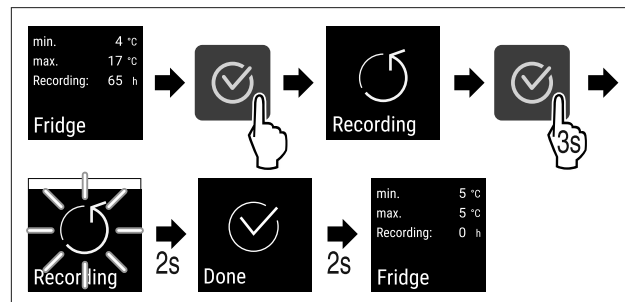 min. 4 °C
max. 17 °C
Recording: 65 h
Fridge
Recording
3s
Recording
2s
Done
2s
min. 5 °C
max. 5 °C
Recording: 0 h
Fridge